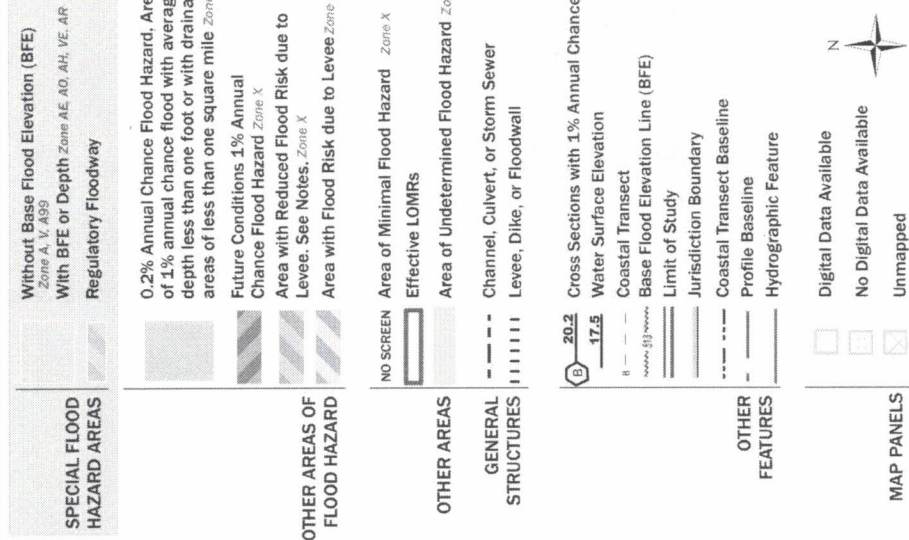 SPECIAL FLOOD
HAZARD AREAS
Without Base Flood Elevation (BFE)
Zone A, V, A99
With BFE or Depth Zone AE, AO, AH, VE, AR
Regulatory Floodway
OTHER AREAS OF
FLOOD HAZARD
0.2% Annual Chance Flood Hazard, Are
of 1% annual chance flood with averag
depth less than one foot or with draina
areas of less than one square mile Zone
Future Conditions 1% Annual
Chance Flood Hazard Zone X
Area with Reduced Flood Risk due to
Levee. See Notes. Zone X
Area with Flood Risk due to Levee Zone
OTHER AREAS
NO SCREEN Area of Minimal Flood Hazard Zone X
Effective LOMRs
Area of Undetermined Flood Hazard Zo
GENERAL
STRUCTURES
Channel, Culvert, or Storm Sewer
Levee, Dike, or Floodwall
OTHER
FEATURES
B 20.2 Cross Sections with 1% Annual Chance
17.5 Water Surface Elevation
8 Coastal Transect
513 Base Flood Elevation Line (BFE)
Limit of Study
Jurisdiction Boundary
Coastal Transect Baseline
Profile Baseline
Hydrographic Feature
MAP PANELS
Digital Data Available
No Digital Data Available
Unmapped
N